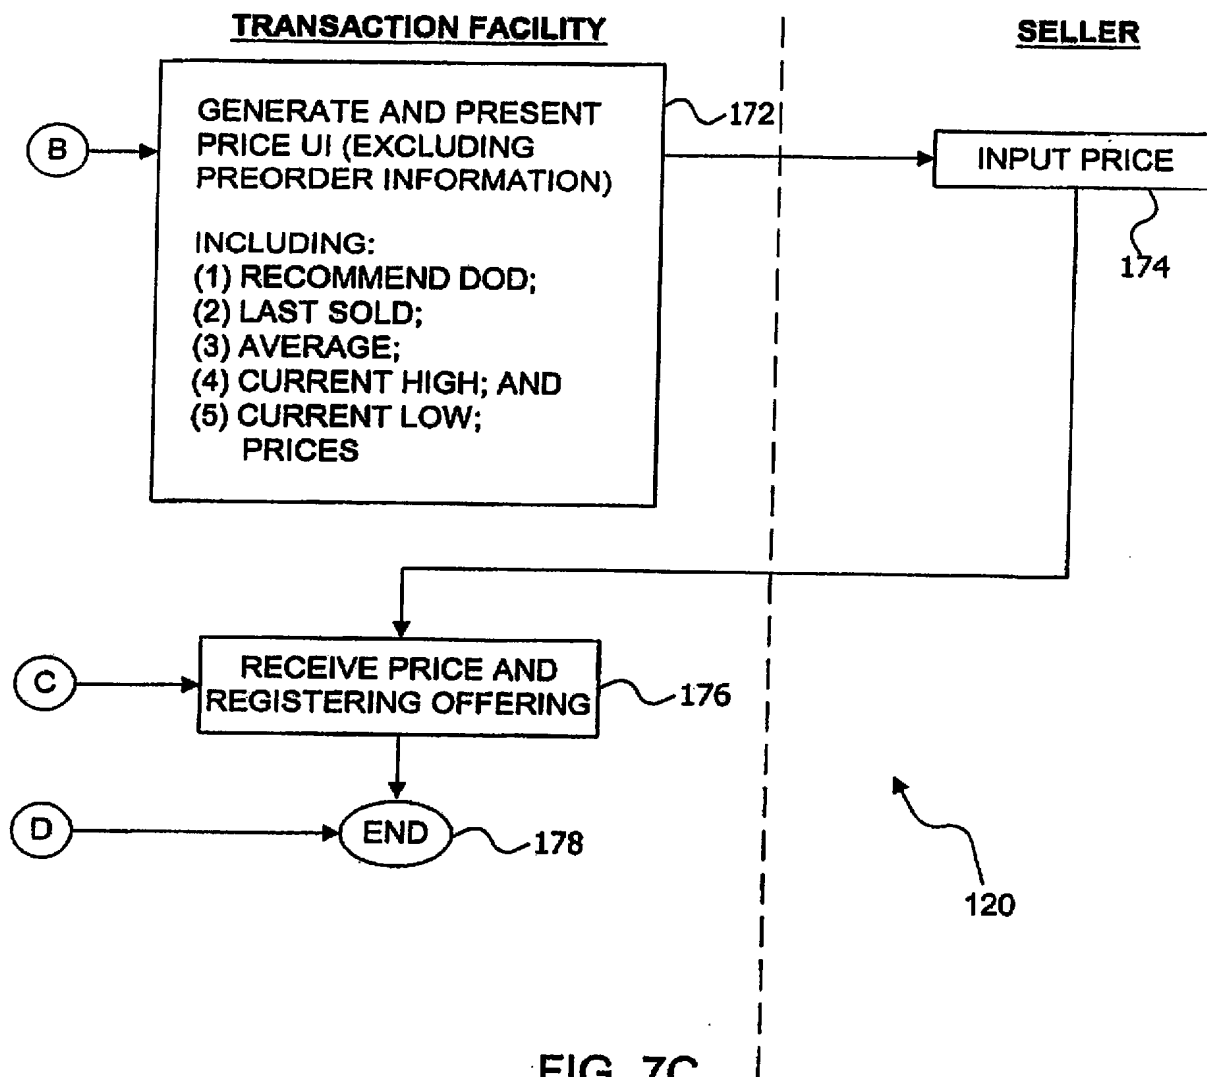 TRANSACTION FACILITY
SELLER
B
GENERATE AND PRESENT
PRICE UI (EXCLUDING
PREORDER INFORMATION)
INCLUDING:
(1) RECOMMEND DOD;
(2) LAST SOLD;
(3) AVERAGE;
(4) CURRENT HIGH; AND
(5) CURRENT LOW;
PRICES
172
INPUT PRICE
174
C
RECEIVE PRICE AND
REGISTERING OFFERING
176
D
END
178
120
FIG. 7C